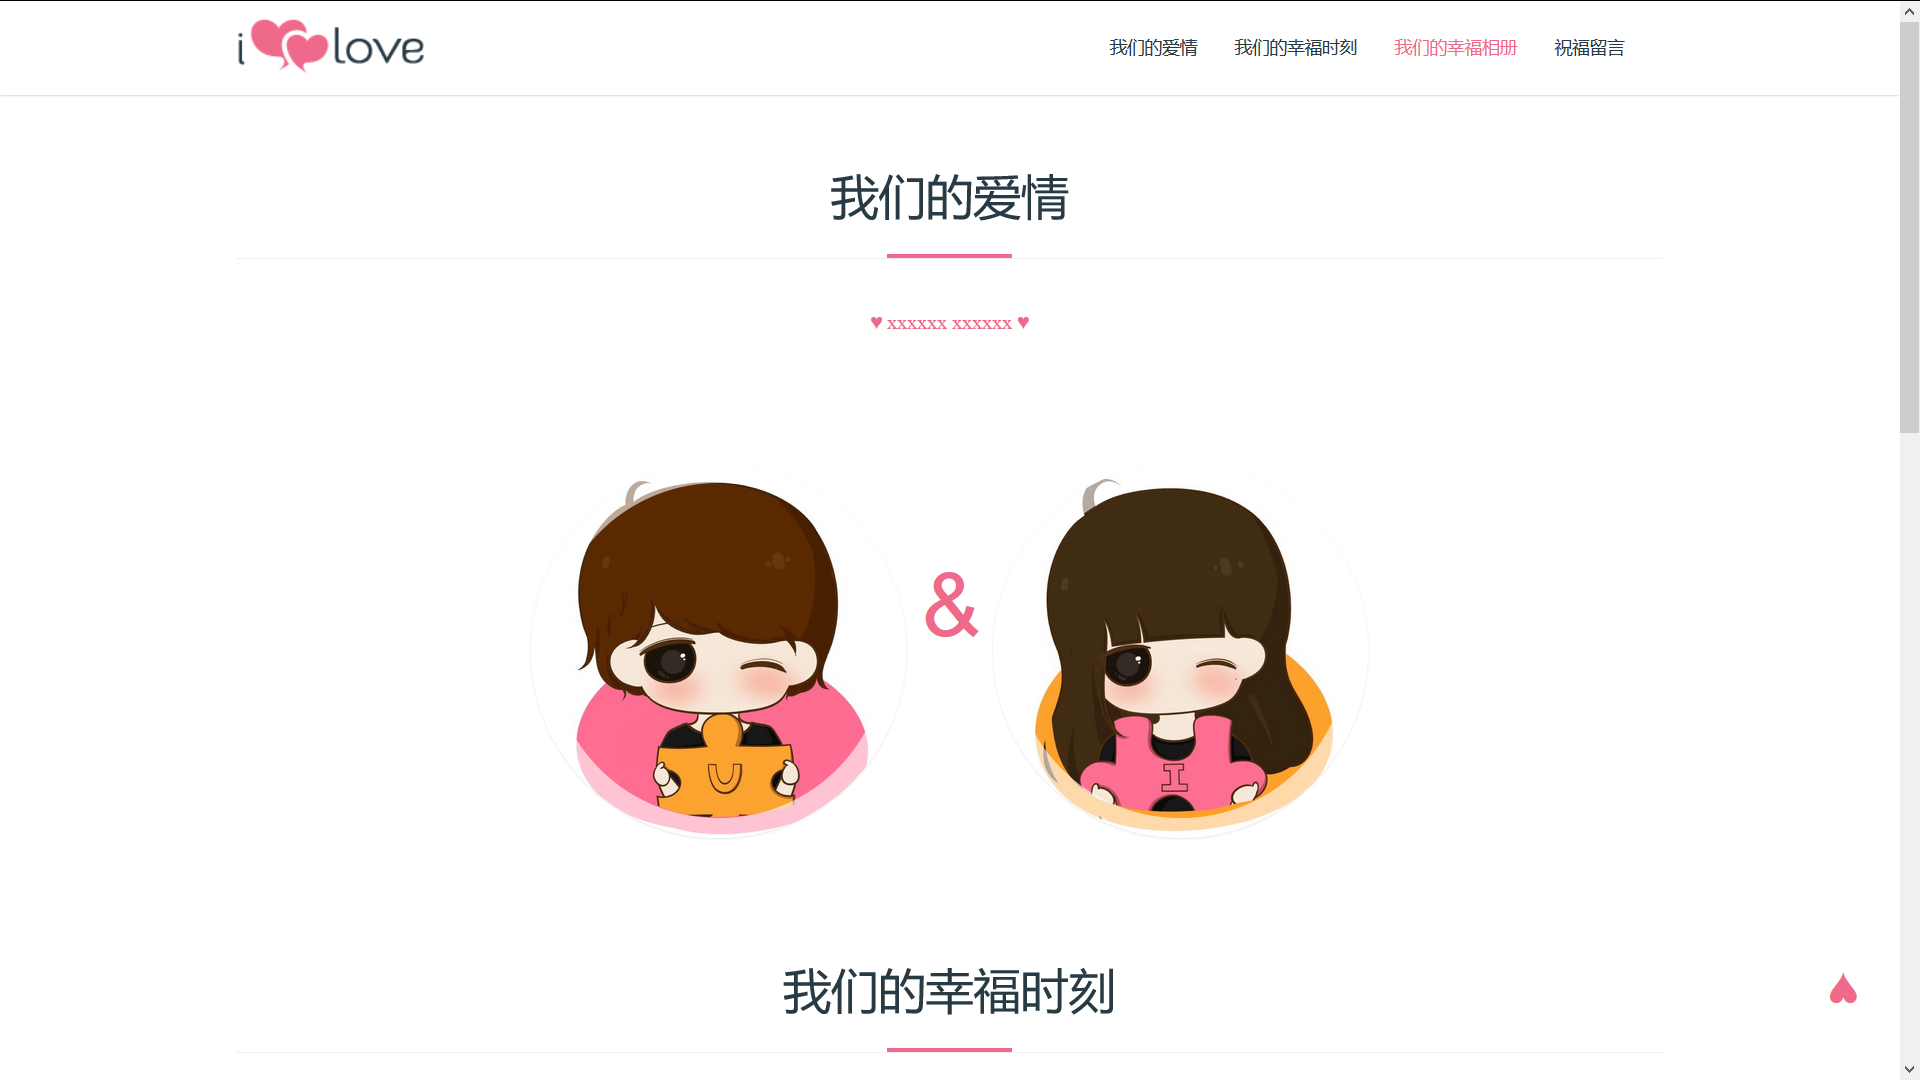 i love
我们的爱情 我们的幸福时刻 我们的幸福相册 祝福留言
我们的爱情
♥ xxxxxx xxxxxx ♥
&
U
I
我们的幸福时刻